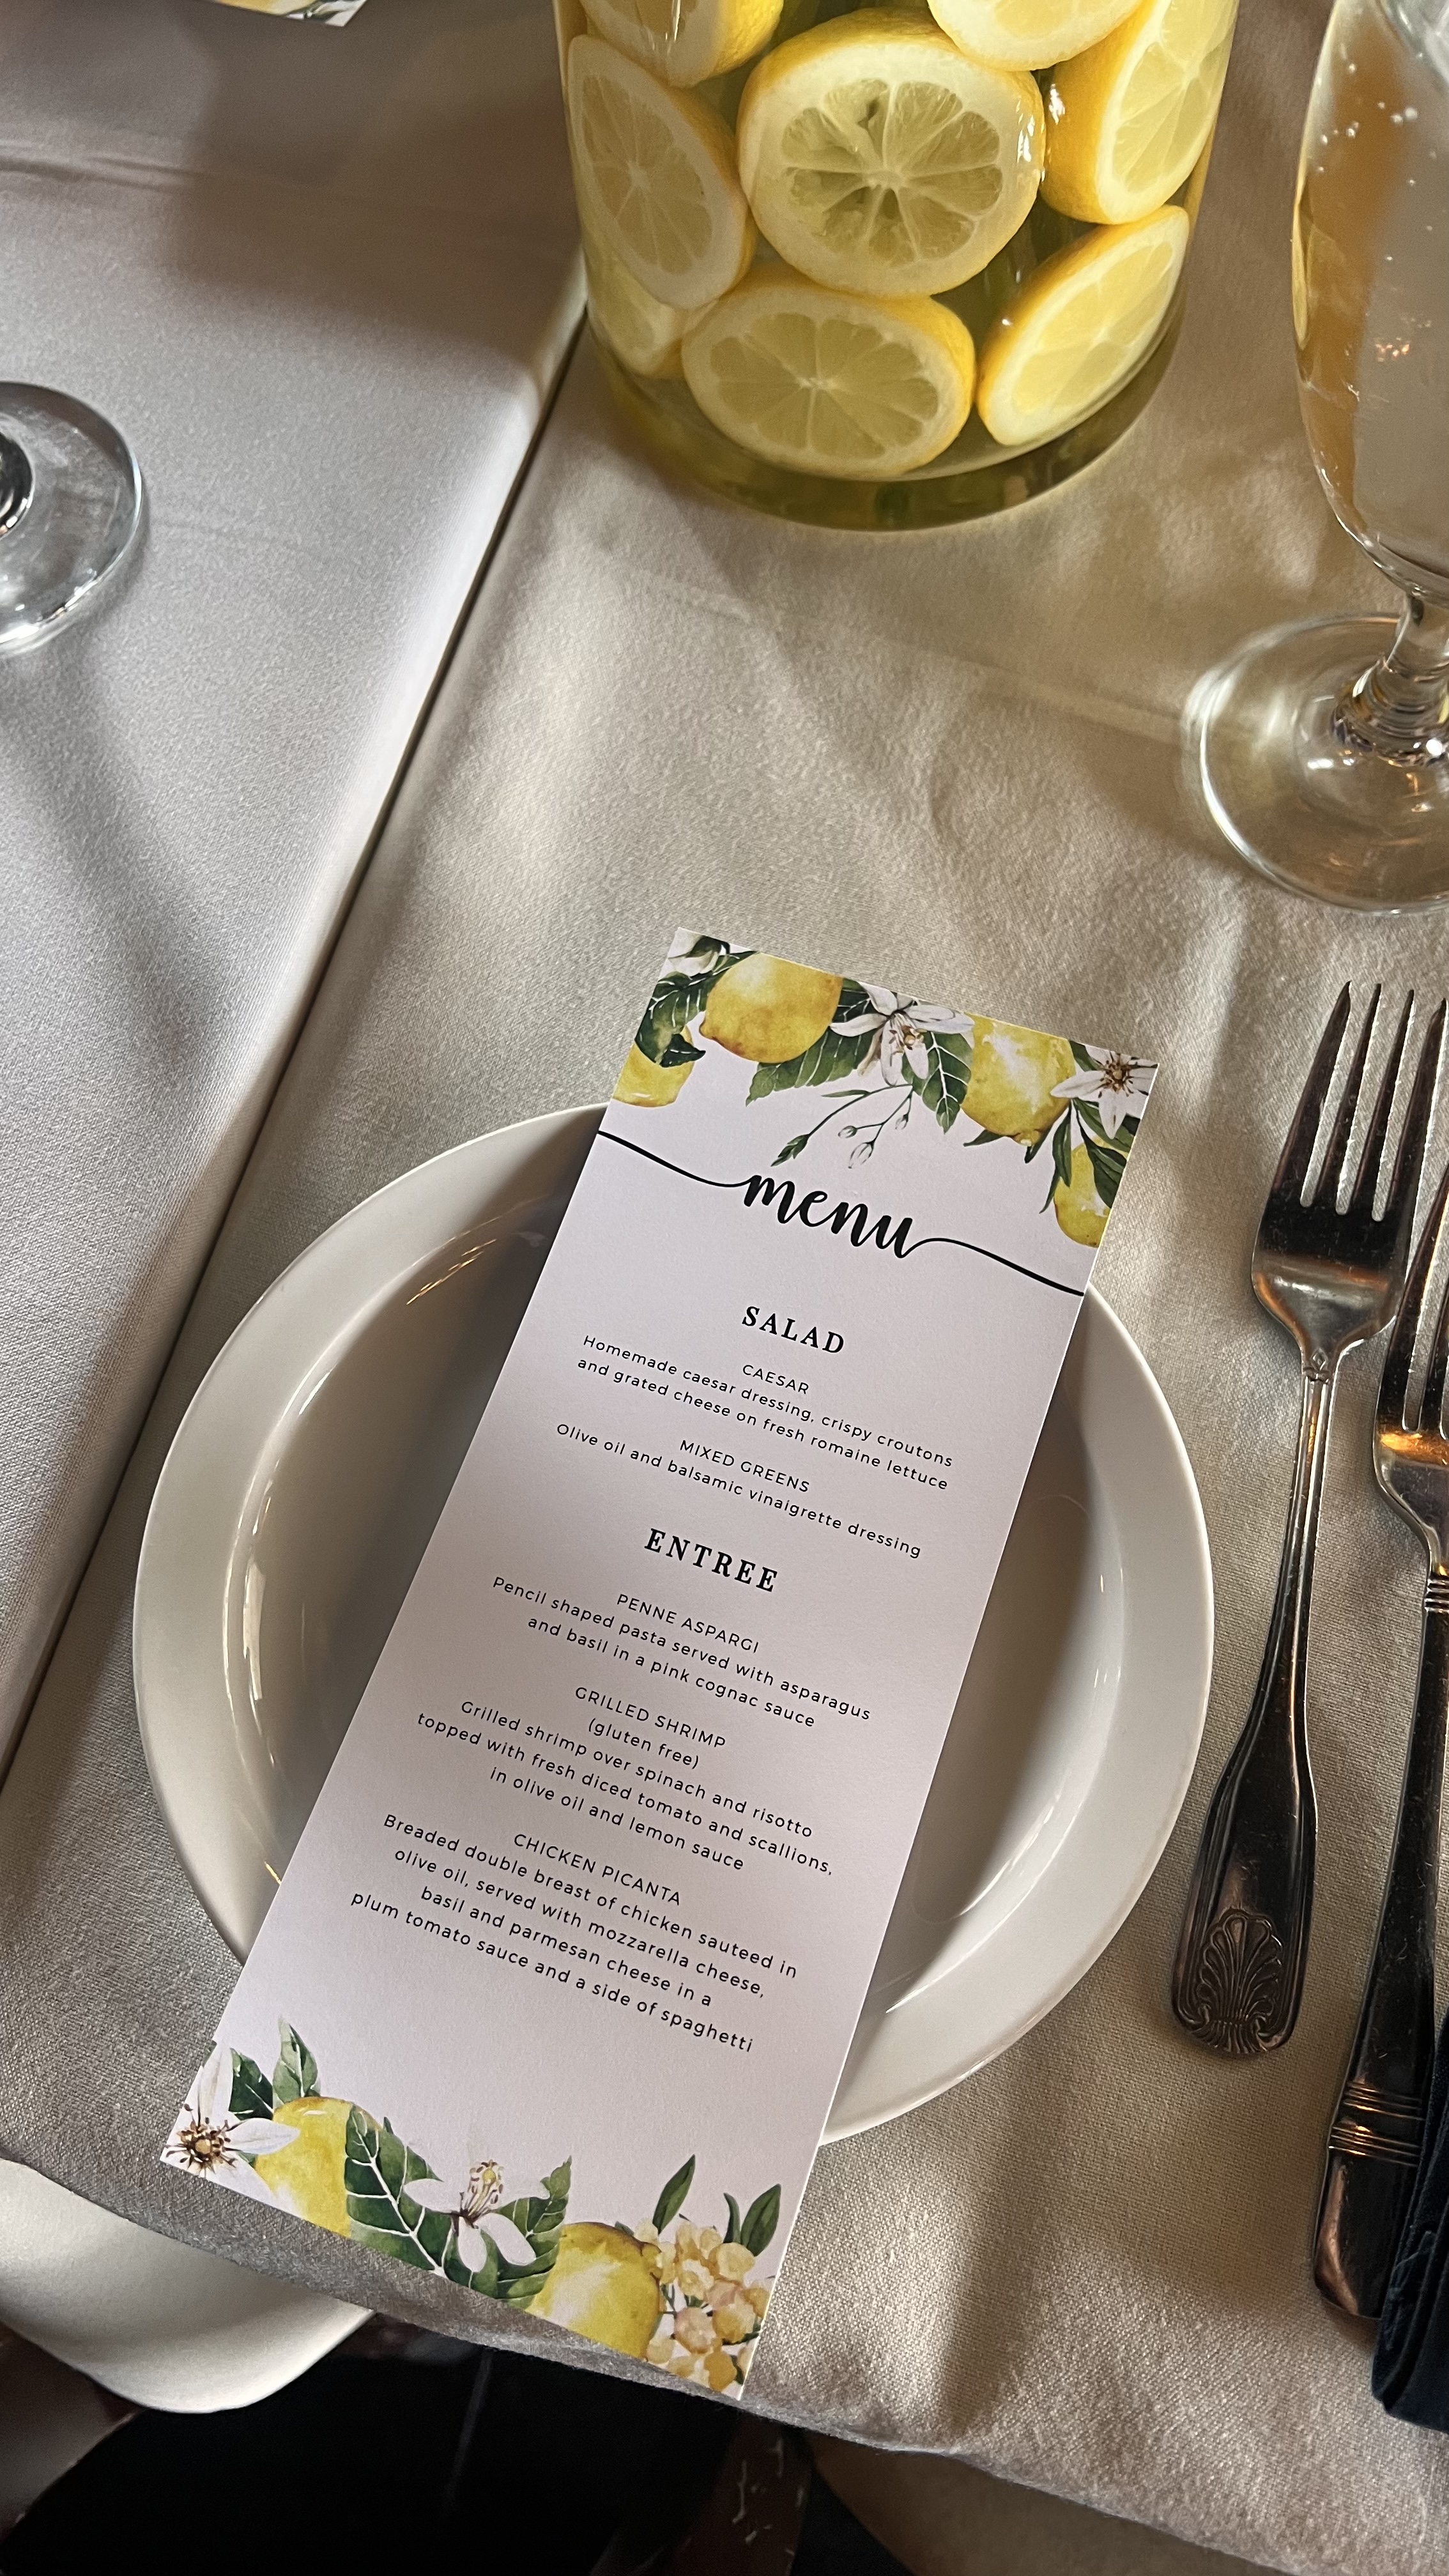 menu
SALAD
CAESAR
Homemade caesar dressing, crispy croutons
and grated cheese on fresh romaine lettuce
MIXED GREENS
Olive oil and balsamic vinaigrette dressing
ENTREE
PENNE ASPARGI
Pencil shaped pasta served with asparagus
and basil in a pink cognac sauce
GRILLED SHRIMP
(gluten free)
Grilled shrimp over spinach and risotto
topped with fresh diced tomato and scallions,
in olive oil and lemon sauce
CHICKEN PICANTA
Breaded double breast of chicken sauteed in
olive oil, served with mozzarella cheese,
basil and parmesan cheese in a
plum tomato sauce and a side of spaghetti